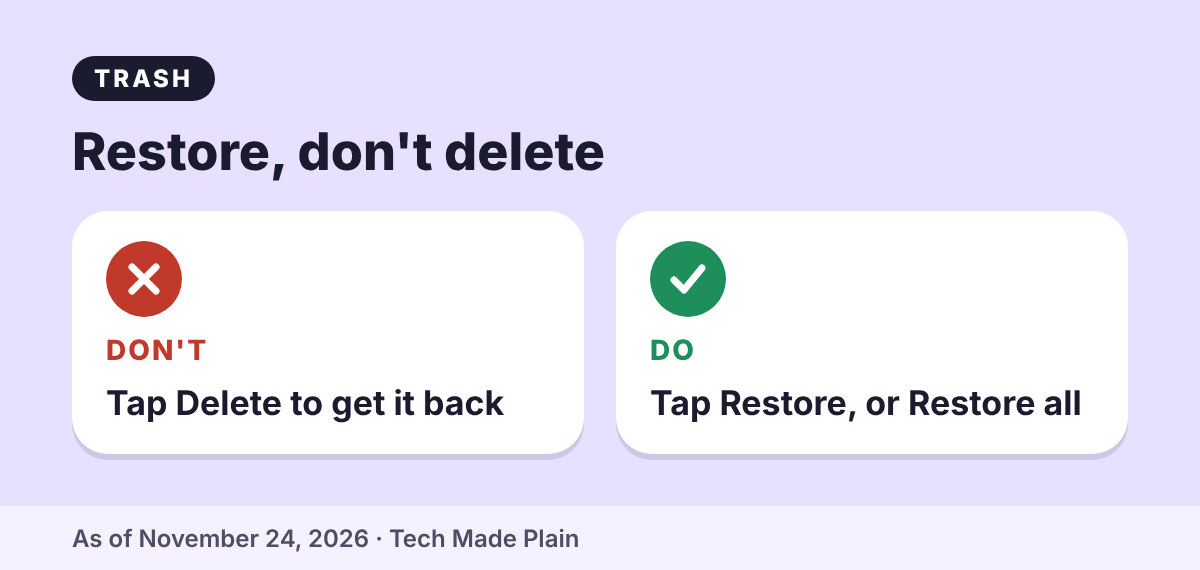 TRASH
Restore, don't delete
DON'T
Tap Delete to get it back
DO
Tap Restore, or Restore all
As of November 24, 2026 · Tech Made Plain